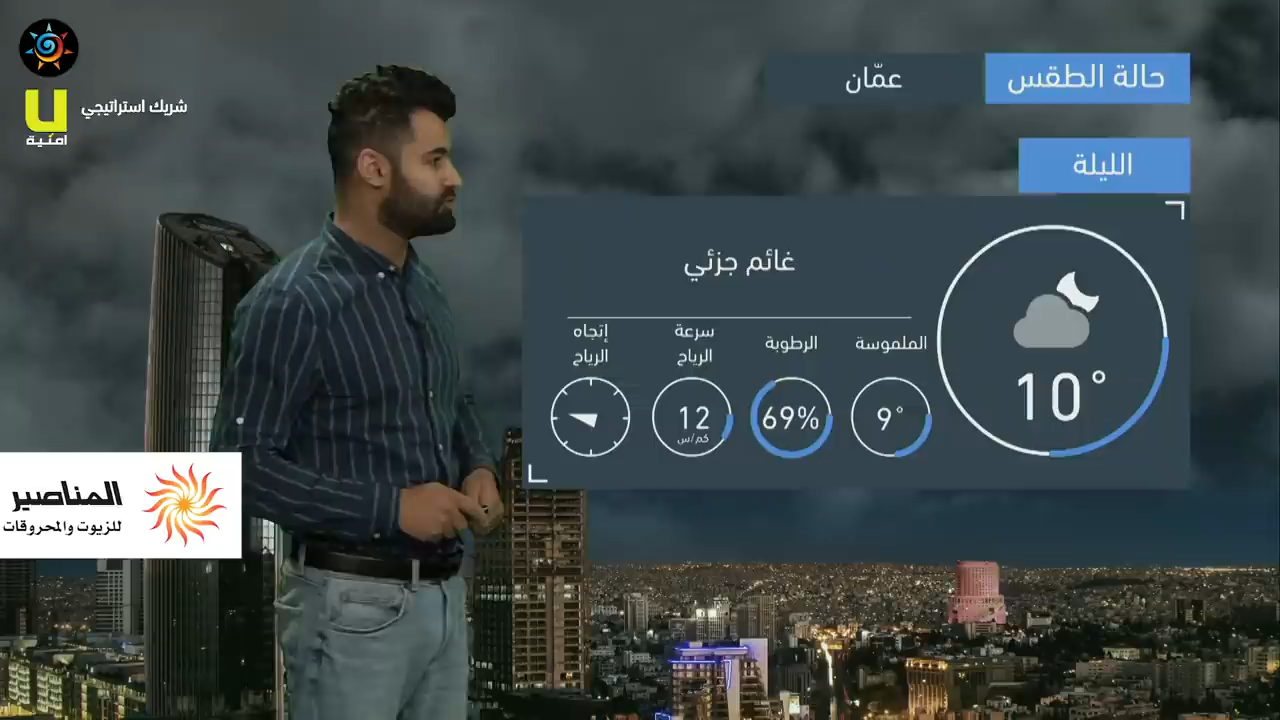 حالة الطقس
عمّان
شريك استراتيجي
امنية
الليلة
غائم جزئي
10°
الملموسة
الرطوبة
سرعة
الرياح
إتجاه
الرياح
9°
69%
12
كم/س
المناصير
للزيوت والمحروقات